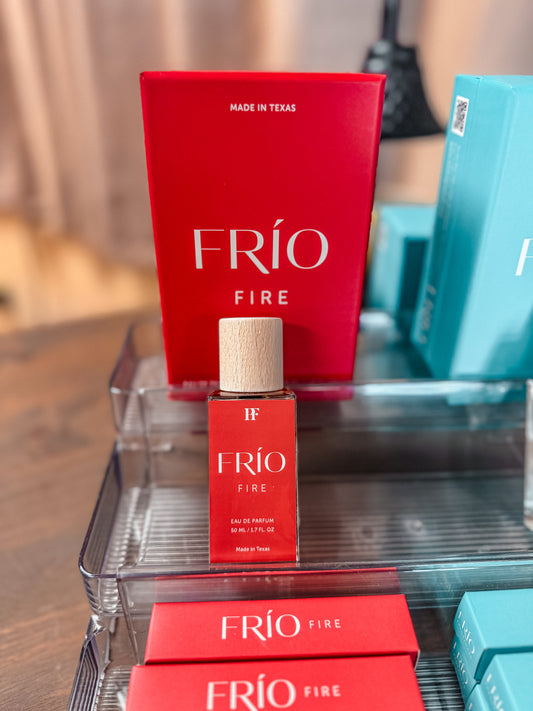 MADE IN TEXAS
FRÍO
FIRE
FF
FRÍO
FIRE
EAU DE PARFUM
50 ML / 1.7 FL. OZ
Made in Texas
FRÍO FIRE
FRÍO FIRE